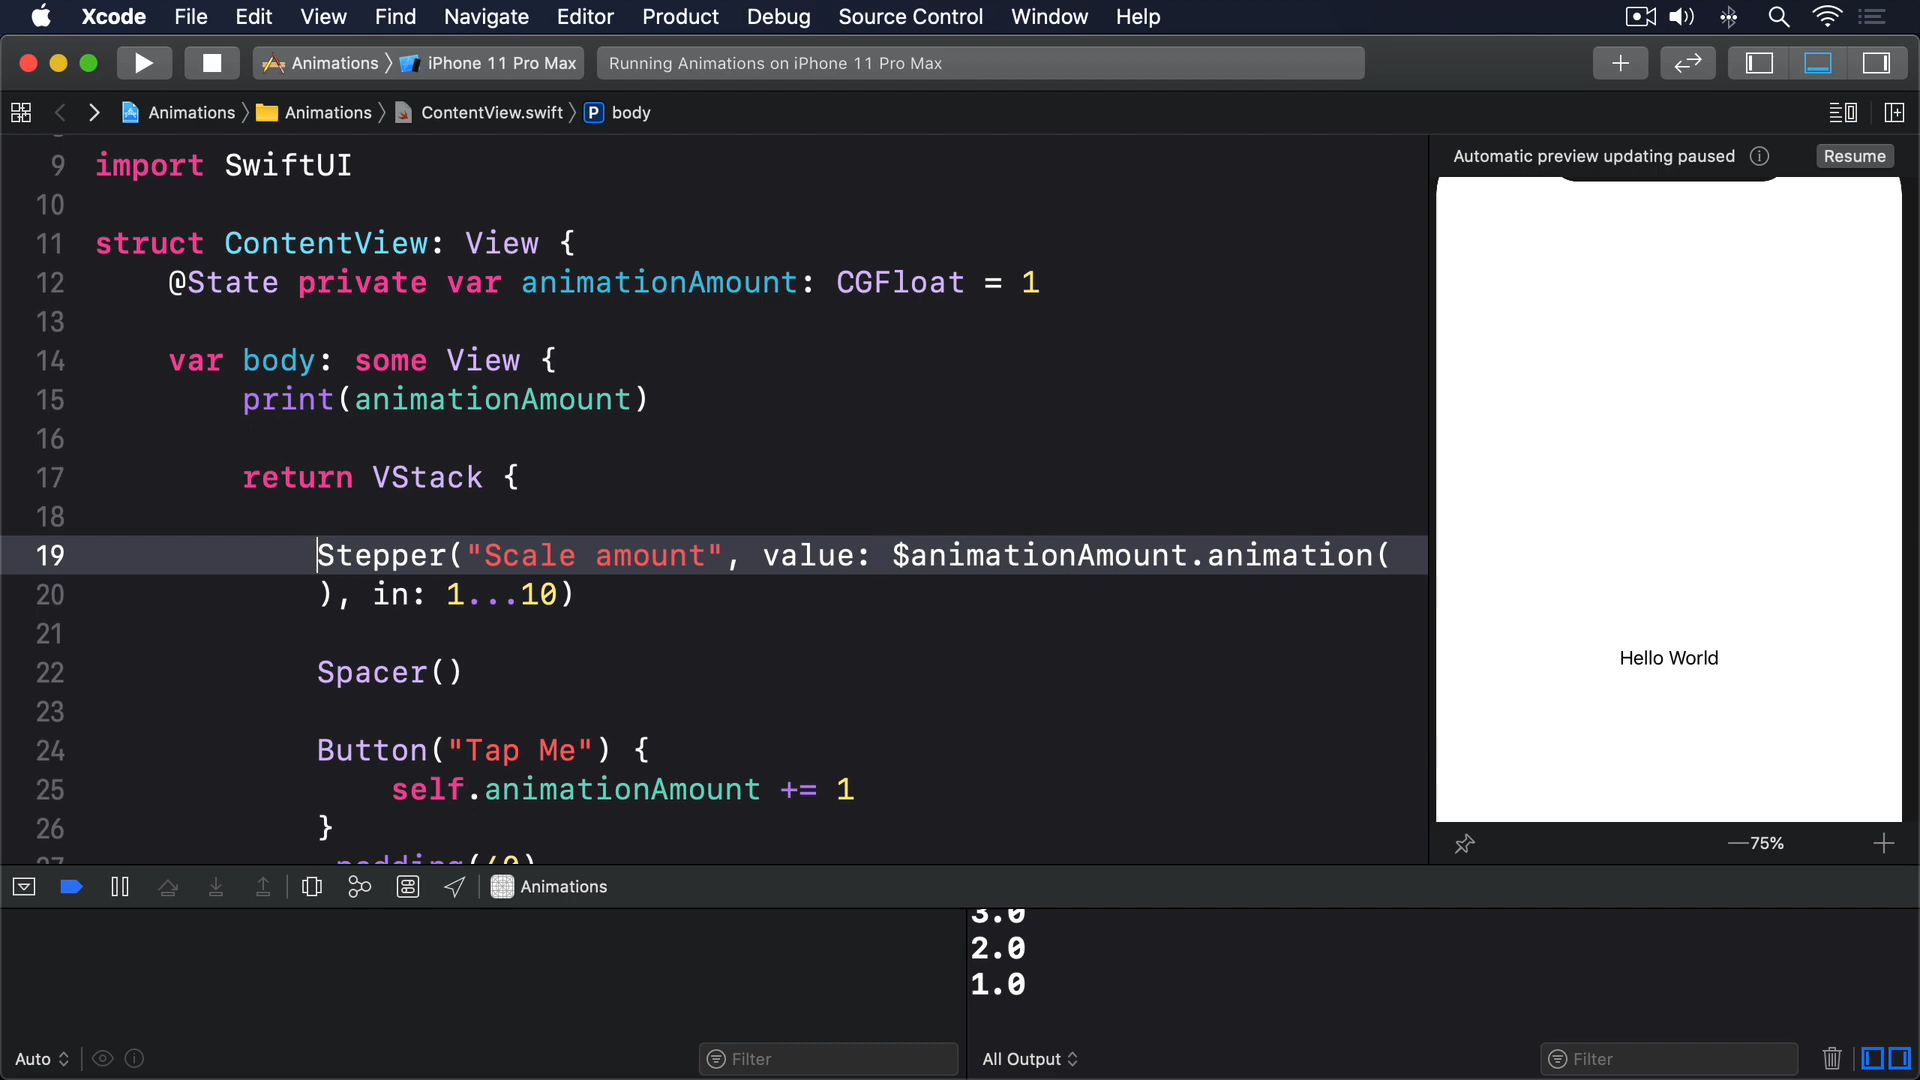 Xcode File Edit View Find Navigate Editor Product Debug Source Control Window Help
Animations iPhone 11 Pro Max Running Animations on iPhone 11 Pro Max
Animations Animations ContentView.swift P body
Automatic preview updating paused Resume
9 import SwiftUI
10
11 struct ContentView: View {
12 @State private var animationAmount: CGFloat = 1
13
14 var body: some View {
15 print(animationAmount)
16
17 return VStack {
18
19 Stepper("Scale amount", value: $animationAmount.animation(
20 ), in: 1...10)
21
22 Spacer()
23
24 Button("Tap Me") {
25 self.animationAmount += 1
26 }
27 .padding(40)
Hello World
75%
Animations
3.0
2.0
1.0
Auto Filter All Output Filter